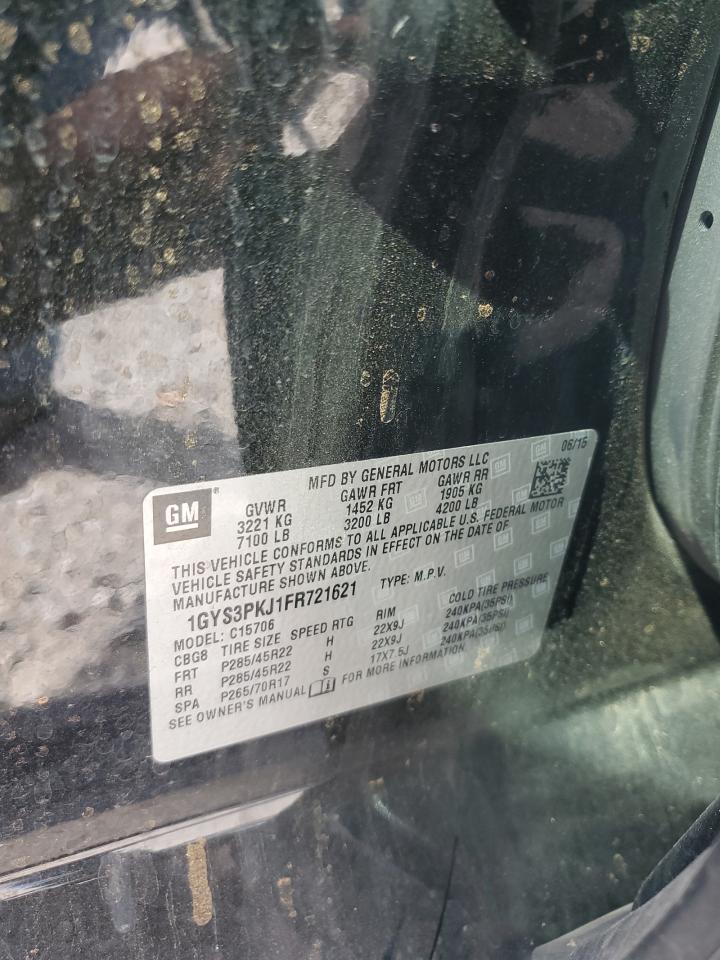 GM
MFD BY GENERAL MOTORS LLC
06/15
GVWR GAWR FRT GAWR RR
3221 KG 1452 KG 1905 KG
7100 LB 3200 LB 4200 LB
THIS VEHICLE CONFORMS TO ALL APPLICABLE U.S. FEDERAL MOTOR
VEHICLE SAFETY STANDARDS IN EFFECT ON THE DATE OF
MANUFACTURE SHOWN ABOVE.
1GYS3PKJ1FR721621 TYPE: M.P.V.
MODEL: C15706
CBG8 TIRE SIZE SPEED RTG RIM COLD TIRE PRESSURE
FRT P285/45R22 H 22X9J 240KPA(35PSI)
RR P285/45R22 H 22X9J 240KPA(35PSI)
SPA P265/70R17 S 17X7.5J 240KPA(35PSI)
SEE OWNER'S MANUAL FOR MORE INFORMATION